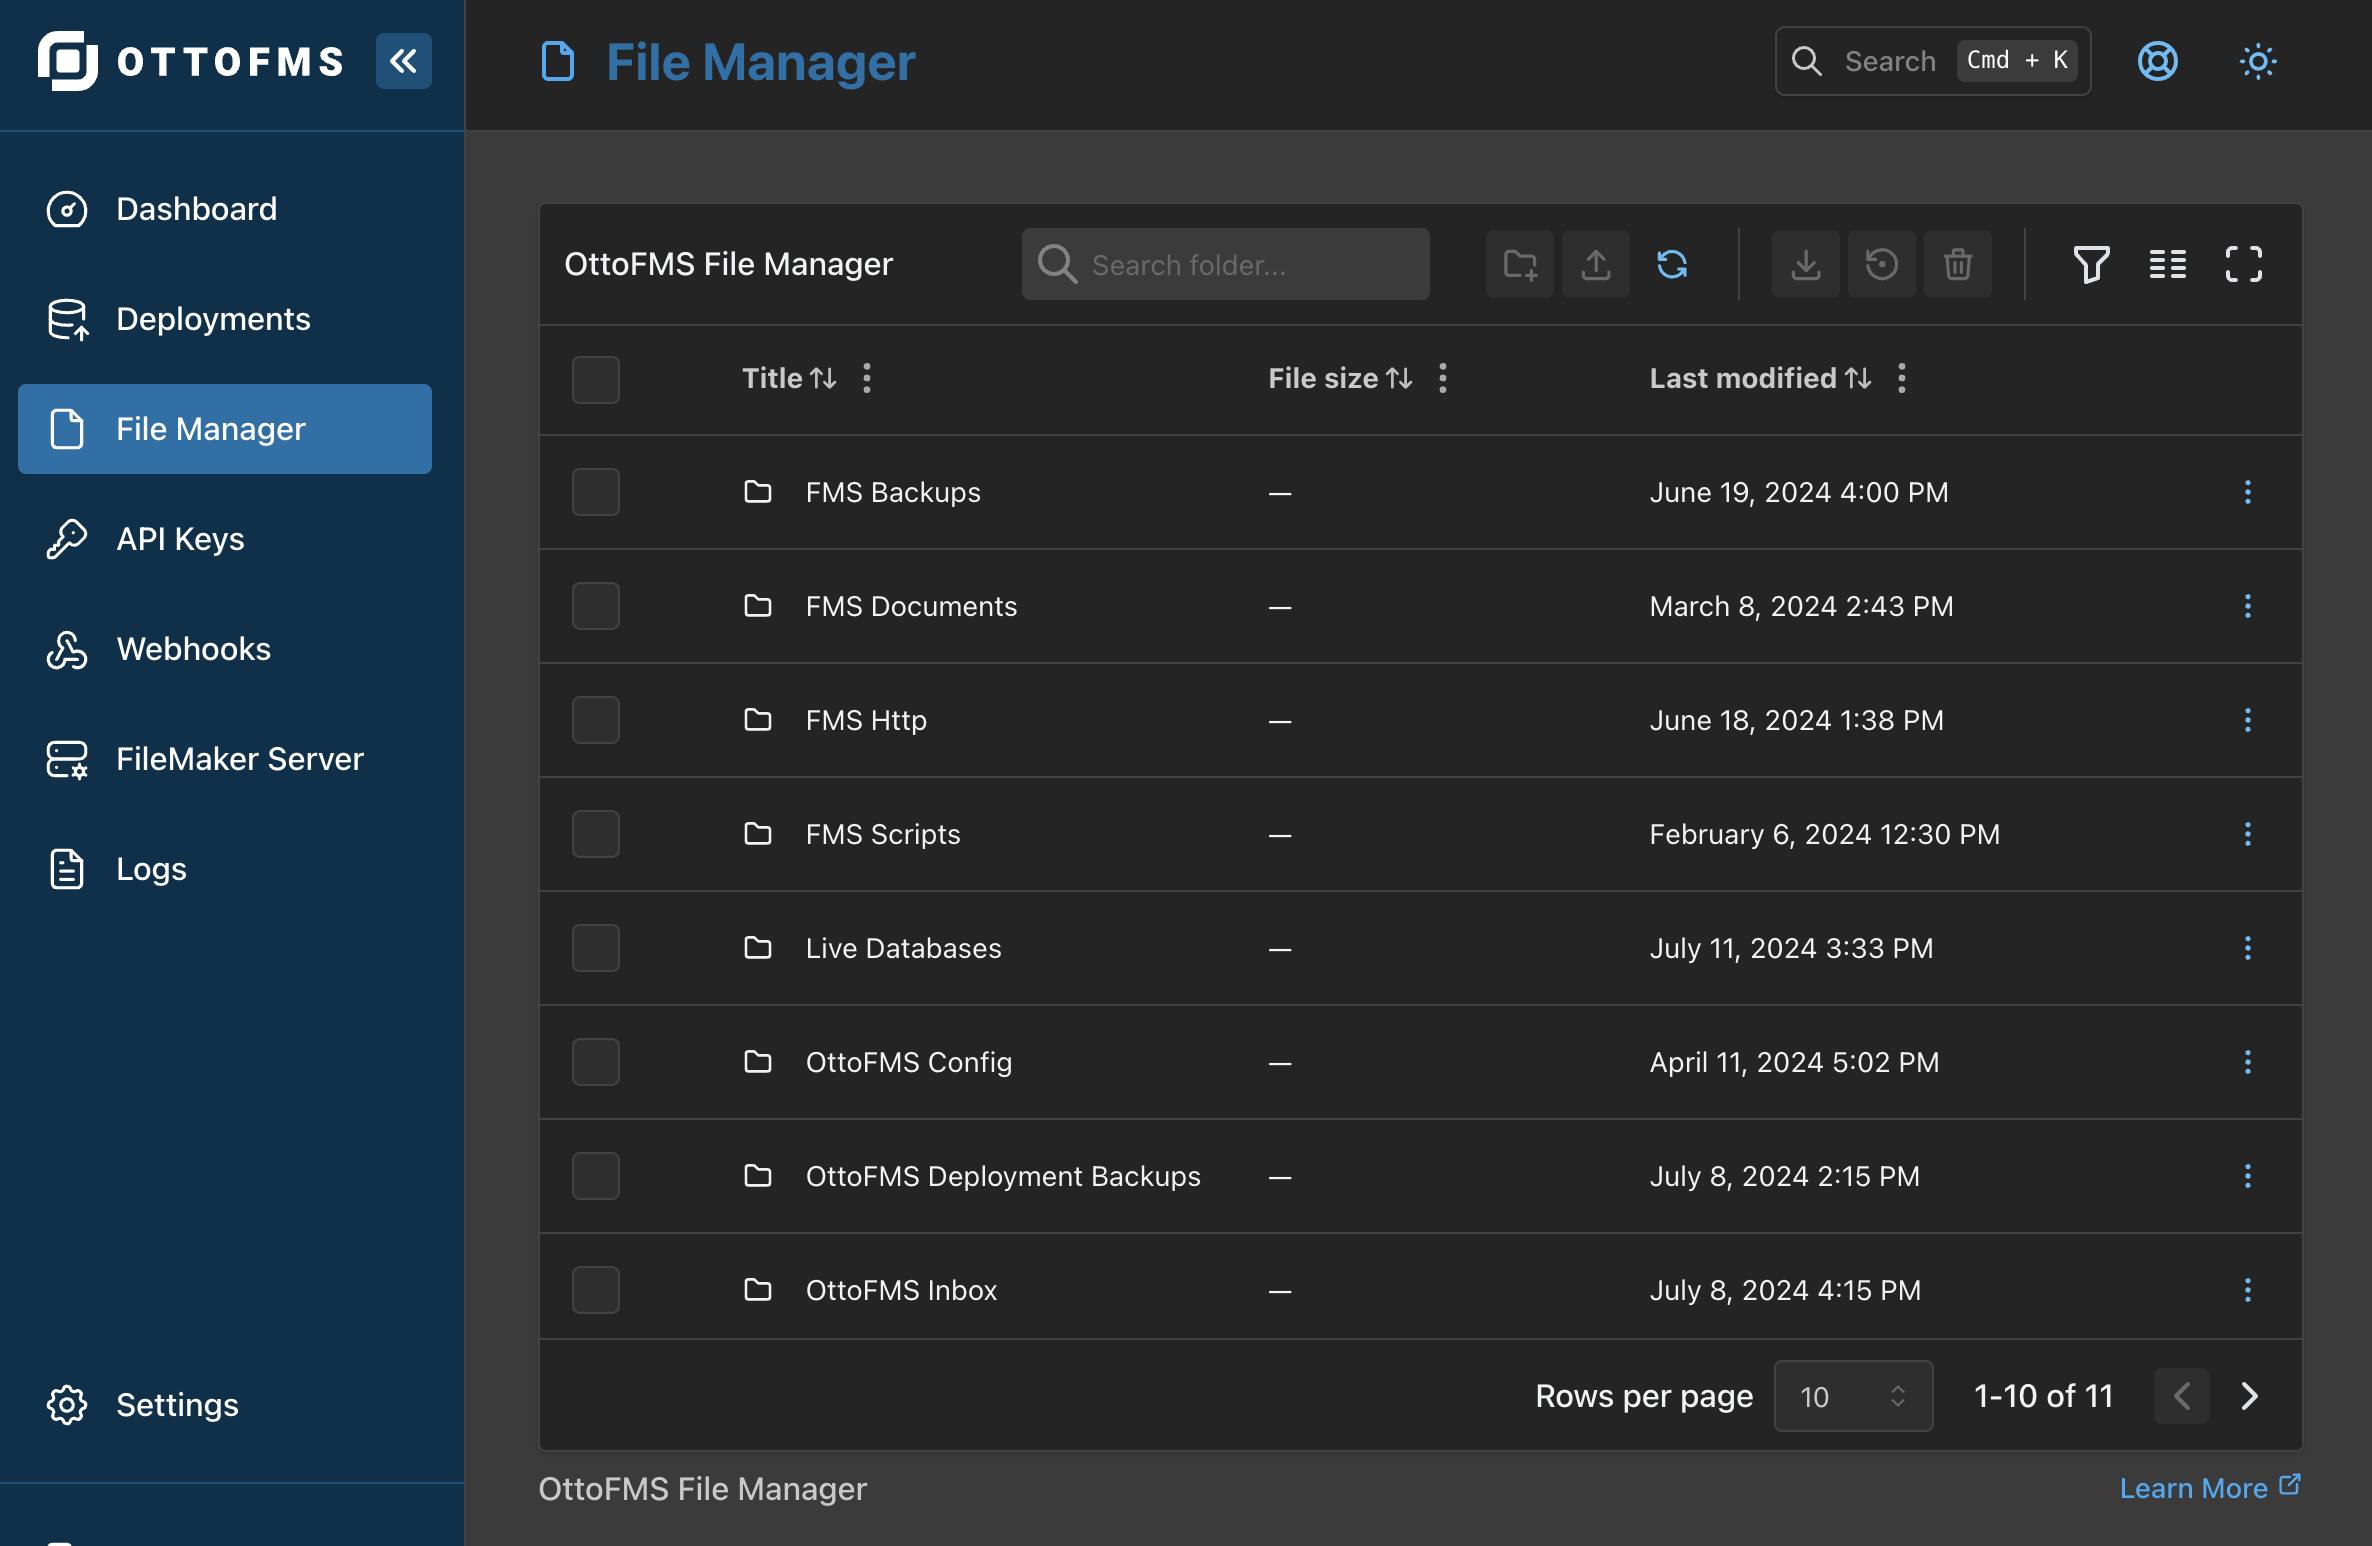 OTTOFMS
File Manager
Search Cmd + K
Dashboard
Deployments
File Manager
API Keys
Webhooks
FileMaker Server
Logs
Settings
OttoFMS File Manager
Search folder...
Title File size Last modified
FMS Backups — June 19, 2024 4:00 PM
FMS Documents — March 8, 2024 2:43 PM
FMS Http — June 18, 2024 1:38 PM
FMS Scripts — February 6, 2024 12:30 PM
Live Databases — July 11, 2024 3:33 PM
OttoFMS Config — April 11, 2024 5:02 PM
OttoFMS Deployment Backups — July 8, 2024 2:15 PM
OttoFMS Inbox — July 8, 2024 4:15 PM
Rows per page 10 1-10 of 11
OttoFMS File Manager
Learn More